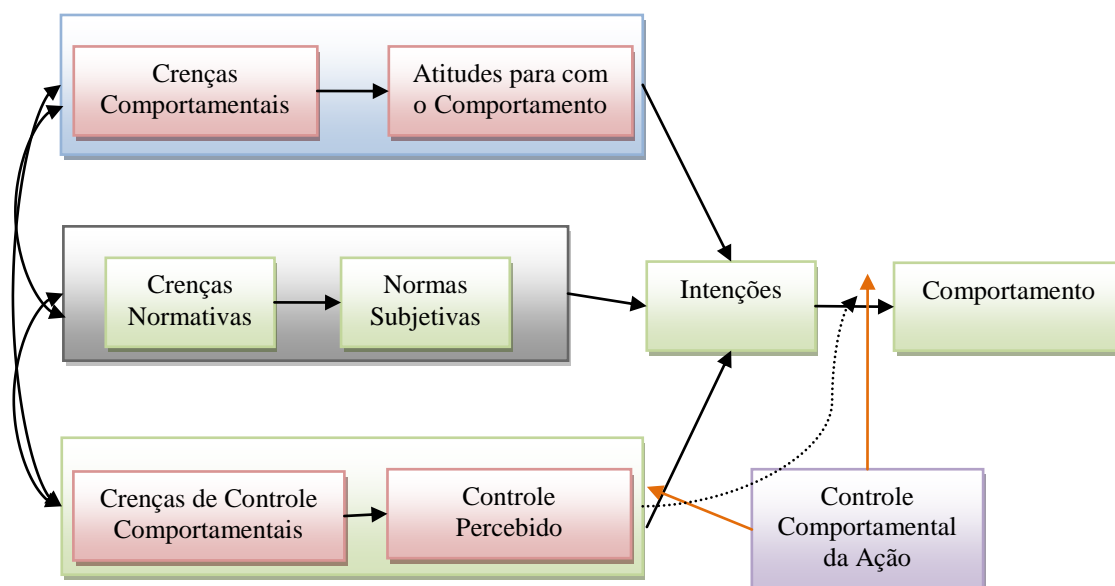 Crenças
Comportamentais
Atitudes para com
o Comportamento
Crenças
Normativas
Normas
Subjetivas
Intenções
Comportamento
Crenças de Controle
Comportamentais
Controle
Percebido
Controle
Comportamental
da Ação